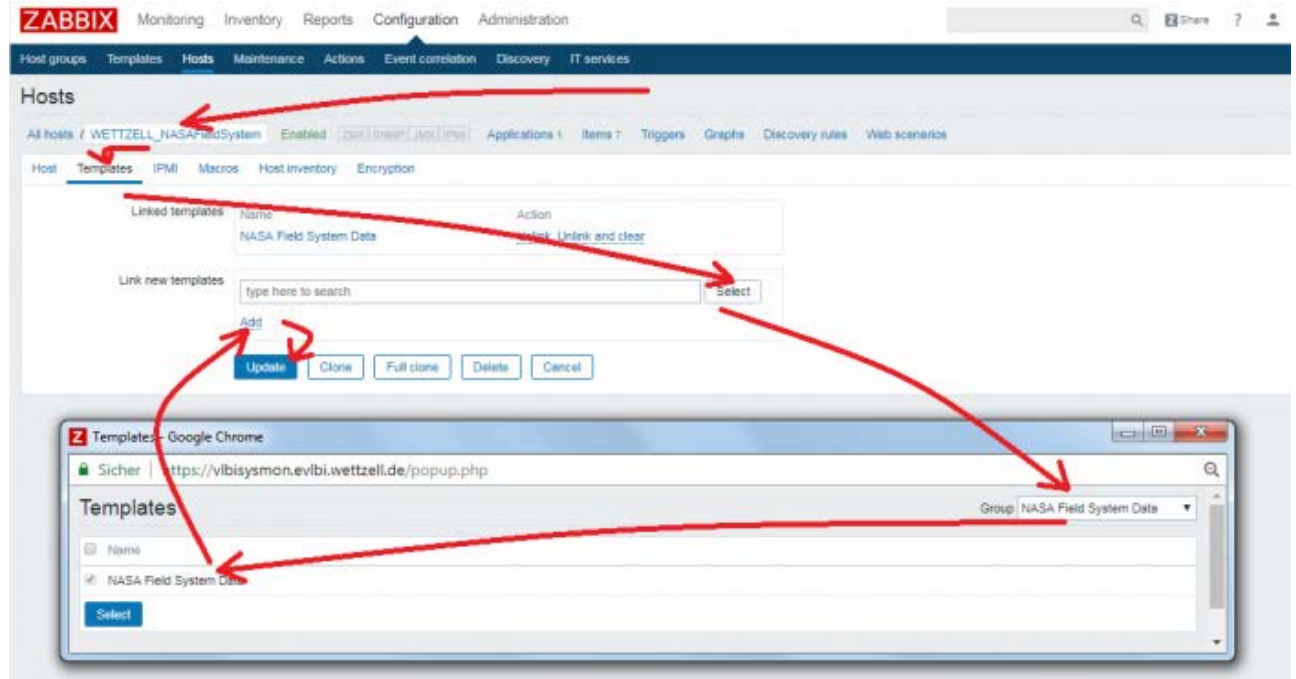 ZABBIX Monitoring Inventory Reports Configuration Administration Share ?
Host groups Templates Hosts Maintenance Actions Event correlation Discovery IT services
Hosts
All hosts / WETTZELL_NASAFieldSystem Enabled Applications 1 Items 7 Triggers Graphs Discovery rules Web scenarios
Host Templates IPMI Macros Host inventory Encryption
Linked templates Name Action
NASA Field System Data Unlink Unlink and clear
Link new templates type here to search Select
Add
Update Clone Full clone Delete Cancel
Templates - Google Chrome
Sicher | https://vlbisysmon.evlbi.wettzell.de/popup.php
Templates Group NASA Field System Data
Name
NASA Field System Data
Select